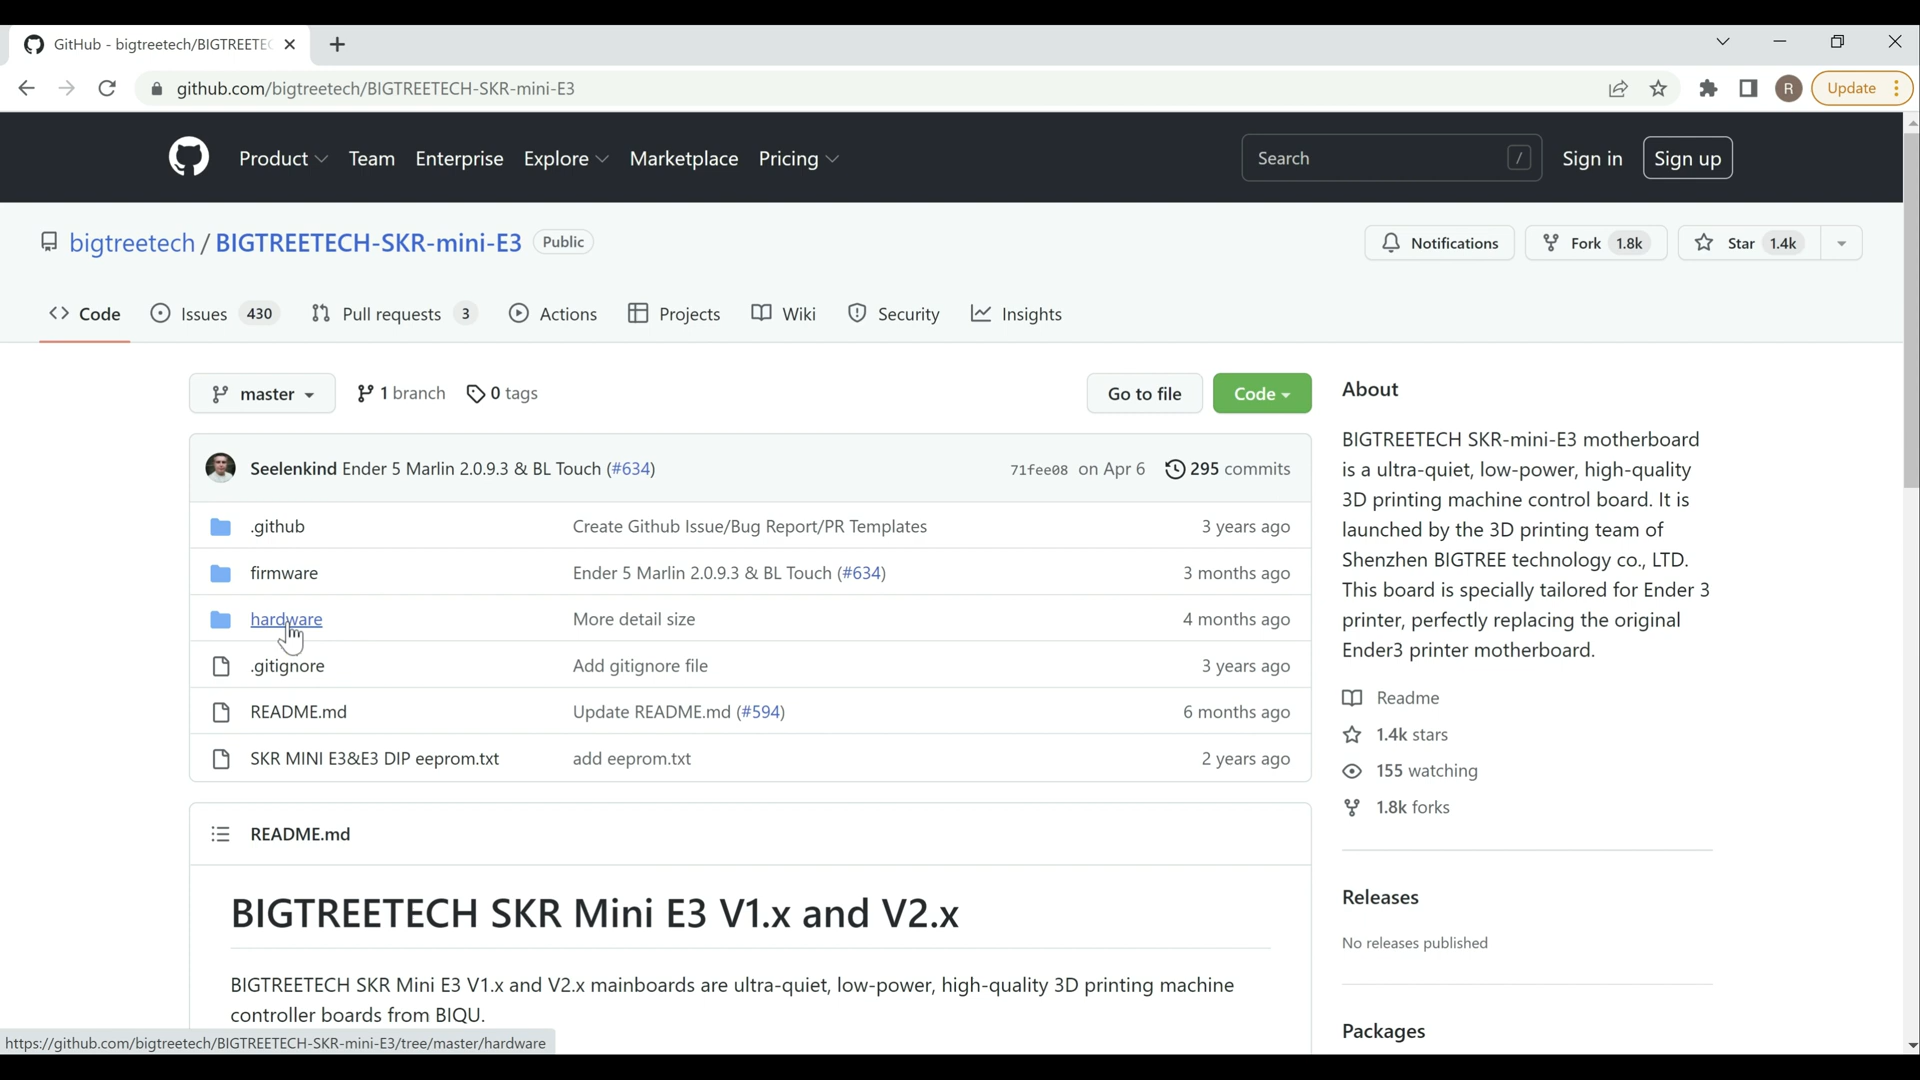 GitHub - bigtreetech/BIGTREETEC
github.com/bigtreetech/BIGTREETECH-SKR-mini-E3
R
Update
Product Team Enterprise Explore Marketplace Pricing
Search /
Sign in
Sign up
bigtreetech / BIGTREETECH-SKR-mini-E3 Public
Notifications
Fork 1.8k
Star 1.4k
Code
Issues 430
Pull requests 3
Actions
Projects
Wiki
Security
Insights
master
1 branch
0 tags
Go to file
Code
Seelenkind Ender 5 Marlin 2.0.9.3 & BL Touch (#634) 71fee08 on Apr 6 295 commits
.github Create Github Issue/Bug Report/PR Templates 3 years ago
firmware Ender 5 Marlin 2.0.9.3 & BL Touch (#634) 3 months ago
hardware More detail size 4 months ago
.gitignore Add gitignore file 3 years ago
README.md Update README.md (#594) 6 months ago
SKR MINI E3&E3 DIP eeprom.txt add eeprom.txt 2 years ago
README.md
BIGTREETECH SKR Mini E3 V1.x and V2.x
BIGTREETECH SKR Mini E3 V1.x and V2.x mainboards are ultra-quiet, low-power, high-quality 3D printing machine
controller boards from BIQU.
About
BIGTREETECH SKR-mini-E3 motherboard
is a ultra-quiet, low-power, high-quality
3D printing machine control board. It is
launched by the 3D printing team of
Shenzhen BIGTREE technology co., LTD.
This board is specially tailored for Ender 3
printer, perfectly replacing the original
Ender3 printer motherboard.
Readme
1.4k stars
155 watching
1.8k forks
Releases
No releases published
Packages
https://github.com/bigtreetech/BIGTREETECH-SKR-mini-E3/tree/master/hardware